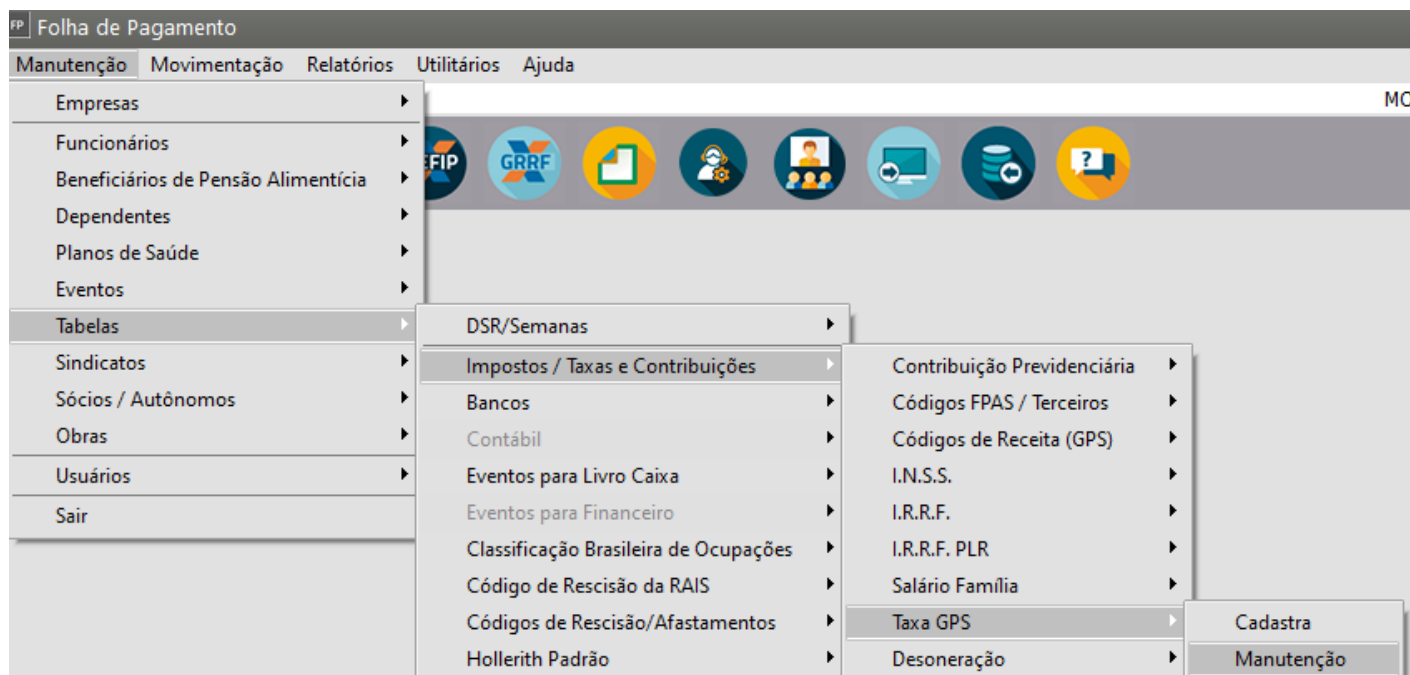 FP Folha de Pagamento
Manutenção Movimentação Relatórios Utilitários Ajuda
Empresas
Funcionários
Beneficiários de Pensão Alimentícia
Dependentes
Planos de Saúde
Eventos
Tabelas
Sindicatos
Sócios / Autônomos
Obras
Usuários
Sair
GRRF
?
DSR/Semanas
Impostos / Taxas e Contribuições
Bancos
Contábil
Eventos para Livro Caixa
Eventos para Financeiro
Classificação Brasileira de Ocupações
Código de Rescisão da RAIS
Códigos de Rescisão/Afastamentos
Hollerith Padrão
Contribuição Previdenciária
Códigos FPAS / Terceiros
Códigos de Receita (GPS)
I.N.S.S.
I.R.R.F.
I.R.R.F. PLR
Salário Família
Taxa GPS
Desoneração
Cadastra
Manutenção